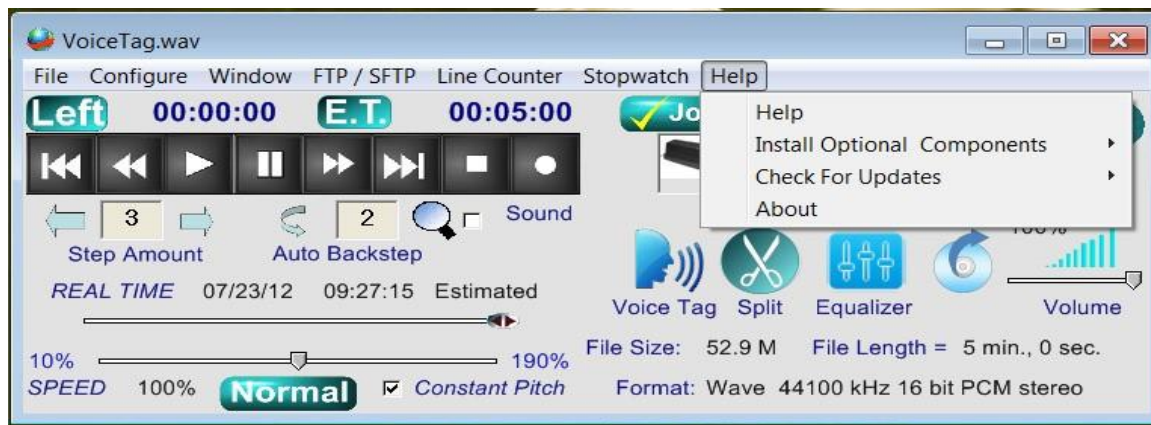 VoiceTag.wav
File Configure Window FTP / SFTP Line Counter Stopwatch Help
Left 00:00:00 E.T. 00:05:00
Help
Install Optional Components
Check For Updates
About
3 2 Sound
Step Amount Auto Backstep
100%
REAL TIME 07/23/12 09:27:15 Estimated
Voice Tag Split Equalizer Volume
10% 190%
File Size: 52.9 M File Length = 5 min., 0 sec.
SPEED 100% Normal Constant Pitch
Format: Wave 44100 kHz 16 bit PCM stereo